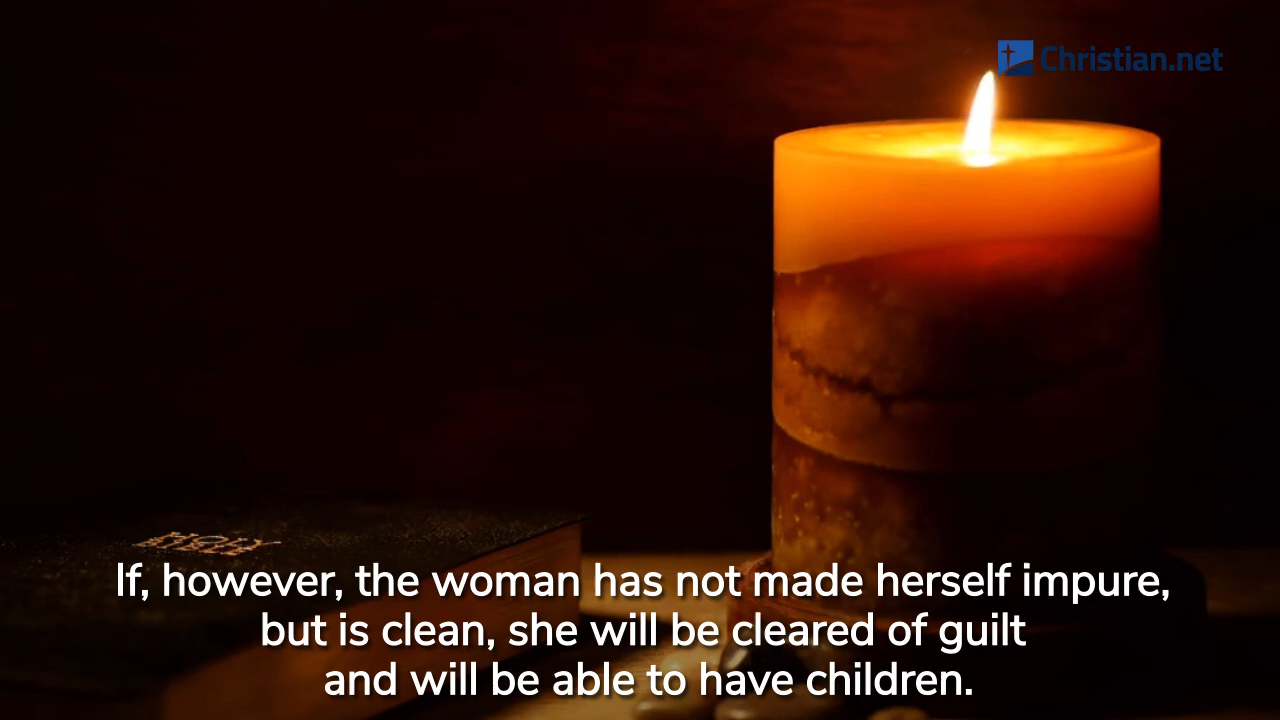 Christian.net
HOLY
BIBLE
If, however, the woman has not made herself impure,
but is clean, she will be cleared of guilt
and will be able to have children.